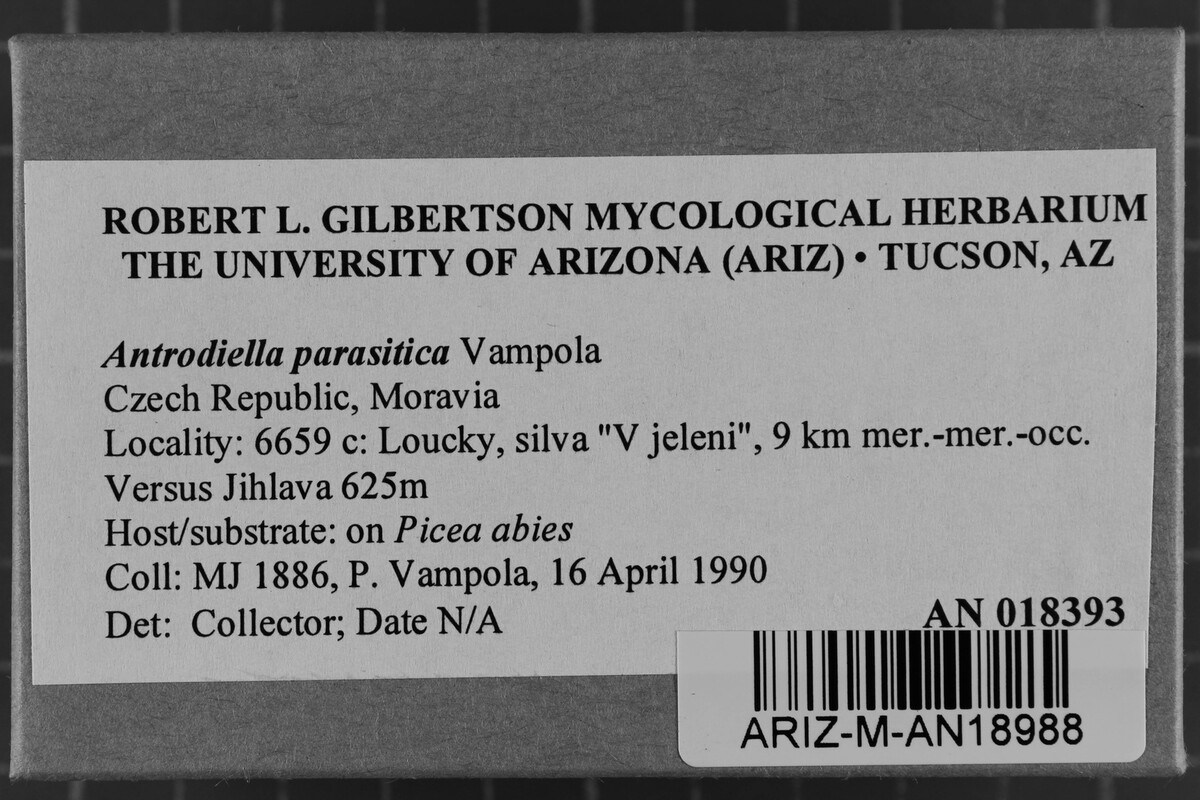 ROBERT L. GILBERTSON MYCOLOGICAL HERBARIUM
THE UNIVERSITY OF ARIZONA (ARIZ) • TUCSON, AZ
Antrodiella parasitica Vampola
Czech Republic, Moravia
Locality: 6659 c: Loucky, silva "V jeleni", 9 km mer.-mer.-occ.
Versus Jihlava 625m
Host/substrate: on Picea abies
Coll: MJ 1886, P. Vampola, 16 April 1990
Det: Collector; Date N/A
AN 018393
ARIZ-M-AN18988